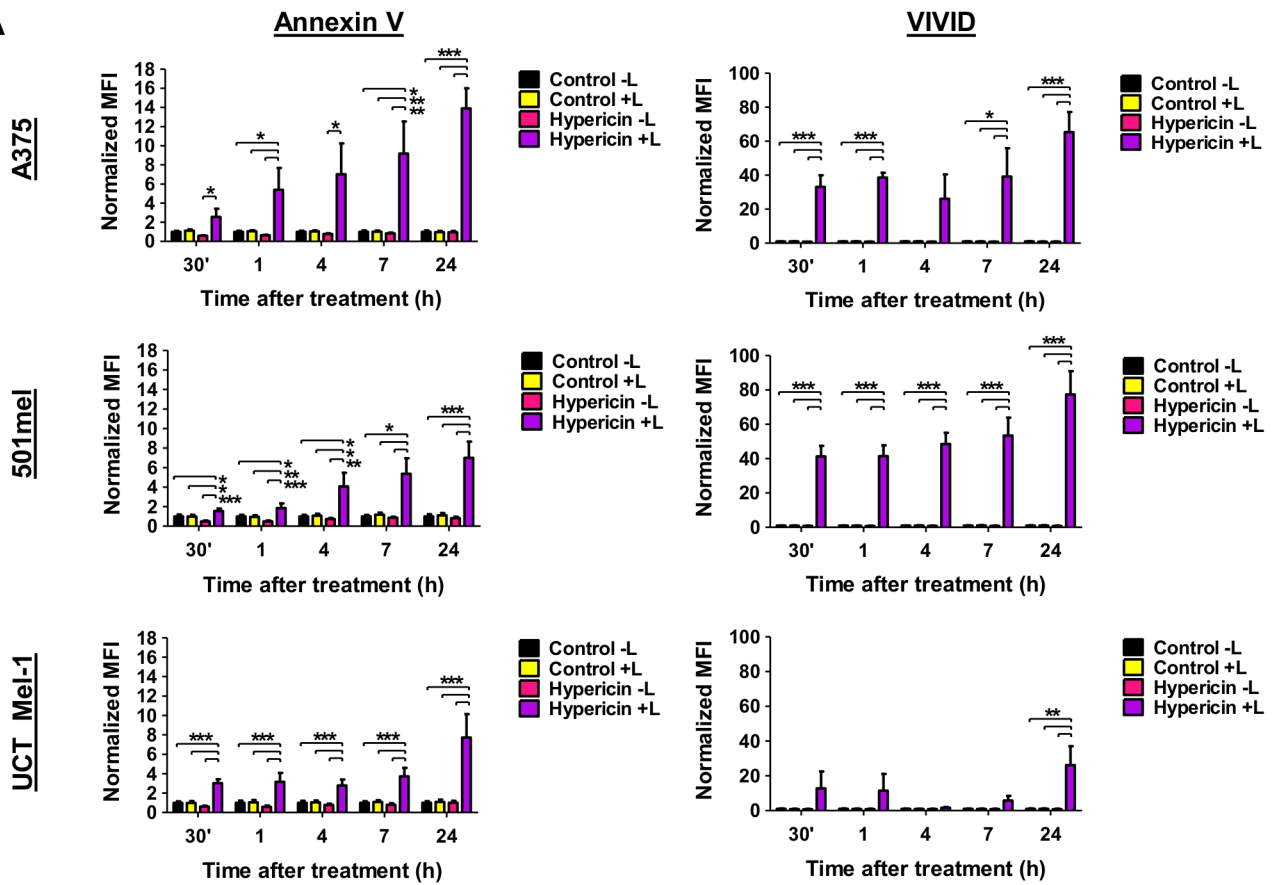 A
Annexin V
VIVID
A375
Normalized MFI
18
16
14
12
10
8
6
4
2
0
*
*
*
*
**
**
***
30' 1 4 7 24
Time after treatment (h)
Control -L
Control +L
Hypericin -L
Hypericin +L
Normalized MFI
100
80
60
40
20
0
***
***
*
***
30' 1 4 7 24
Time after treatment (h)
Control -L
Control +L
Hypericin -L
Hypericin +L
501mel
Normalized MFI
18
16
14
12
10
8
6
4
2
0
*
*
***
*
**
***
*
*
**
*
***
30' 1 4 7 24
Time after treatment (h)
Control -L
Control +L
Hypericin -L
Hypericin +L
Normalized MFI
100
80
60
40
20
0
***
***
***
***
***
30' 1 4 7 24
Time after treatment (h)
Control -L
Control +L
Hypericin -L
Hypericin +L
UCT Mel-1
Normalized MFI
18
16
14
12
10
8
6
4
2
0
***
***
***
***
***
30' 1 4 7 24
Time after treatment (h)
Control -L
Control +L
Hypericin -L
Hypericin +L
Normalized MFI
100
80
60
40
20
0
**
30' 1 4 7 24
Time after treatment (h)
Control -L
Control +L
Hypericin -L
Hypericin +L